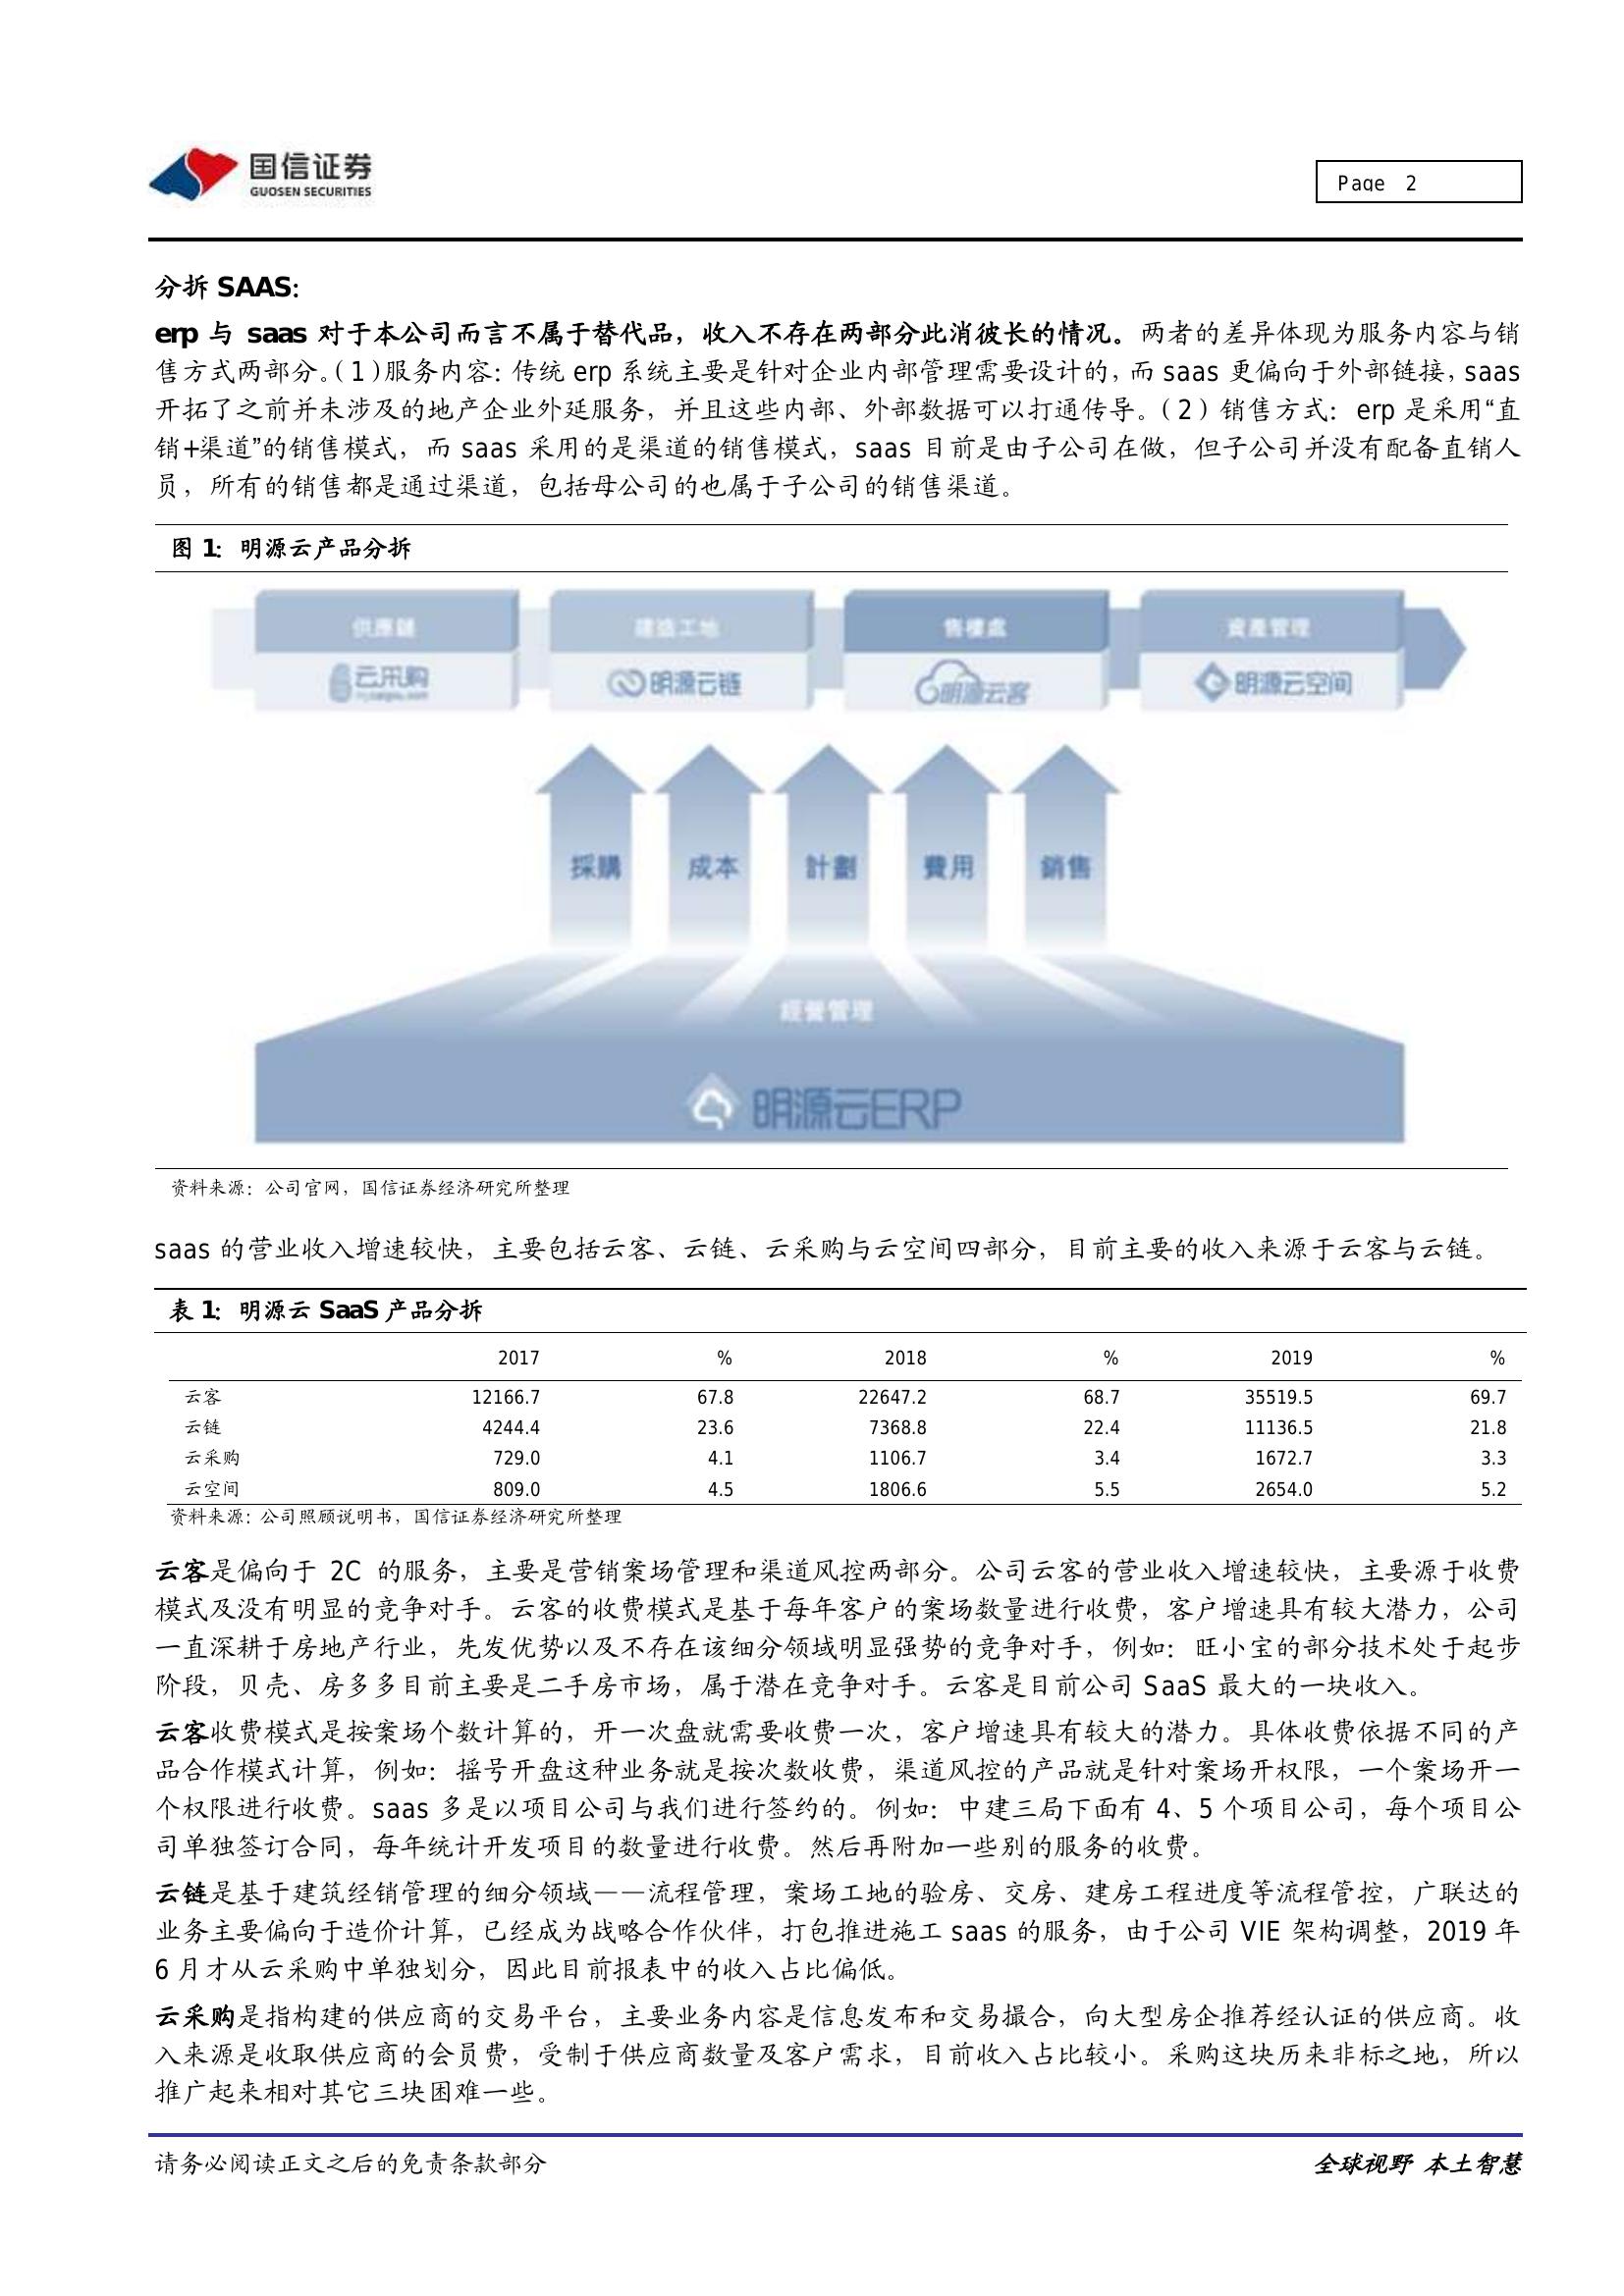 国信证券
GUOSEN SECURITIES
Page 2
分拆 SAAS：
erp 与 saas 对于本公司而言不属于替代品，收入不存在两部分此消彼长的情况。两者的差异体现为服务内容与销
售方式两部分。（1）服务内容：传统 erp 系统主要是针对企业内部管理需要设计的，而 saas 更偏向于外部链接，saas
开拓了之前并未涉及的地产企业外延服务，并且这些内部、外部数据可以打通传导。（2）销售方式：erp 是采用“直
销+渠道”的销售模式，而 saas 采用的是渠道的销售模式，saas 目前是由子公司在做，但子公司并没有配备直销人
员，所有的销售都是通过渠道，包括母公司的也属于子公司的销售渠道。
图 1：明源云产品分拆
供應鏈 建造工地 售樓處 資產管理
云采购 明源云链 明源云客 明源云空间
採購 成本 計劃 費用 銷售
經營管理
明源云ERP
资料来源：公司官网，国信证券经济研究所整理
saas 的营业收入增速较快，主要包括云客、云链、云采购与云空间四部分，目前主要的收入来源于云客与云链。
表 1：明源云 SaaS 产品分拆
2017 % 2018 % 2019 %
云客 12166.7 67.8 22647.2 68.7 35519.5 69.7
云链 4244.4 23.6 7368.8 22.4 11136.5 21.8
云采购 729.0 4.1 1106.7 3.4 1672.7 3.3
云空间 809.0 4.5 1806.6 5.5 2654.0 5.2
资料来源：公司照顾说明书，国信证券经济研究所整理
云客是偏向于 2C 的服务，主要是营销案场管理和渠道风控两部分。公司云客的营业收入增速较快，主要源于收费
模式及没有明显的竞争对手。云客的收费模式是基于每年客户的案场数量进行收费，客户增速具有较大潜力，公司
一直深耕于房地产行业，先发优势以及不存在该细分领域明显强势的竞争对手，例如：旺小宝的部分技术处于起步
阶段，贝壳、房多多目前主要是二手房市场，属于潜在竞争对手。云客是目前公司 SaaS 最大的一块收入。
云客收费模式是按案场个数计算的，开一次盘就需要收费一次，客户增速具有较大的潜力。具体收费依据不同的产
品合作模式计算，例如：摇号开盘这种业务就是按次数收费，渠道风控的产品就是针对案场开权限，一个案场开一
个权限进行收费。saas 多是以项目公司与我们进行签约的。例如：中建三局下面有 4、5 个项目公司，每个项目公
司单独签订合同，每年统计开发项目的数量进行收费。然后再附加一些别的服务的收费。
云链是基于建筑经销管理的细分领域——流程管理，案场工地的验房、交房、建房工程进度等流程管控，广联达的
业务主要偏向于造价计算，已经成为战略合作伙伴，打包推进施工 saas 的服务，由于公司 VIE 架构调整，2019 年
6 月才从云采购中单独划分，因此目前报表中的收入占比偏低。
云采购是指构建的供应商的交易平台，主要业务内容是信息发布和交易撮合，向大型房企推荐经认证的供应商。收
入来源是收取供应商的会员费，受制于供应商数量及客户需求，目前收入占比较小。采购这块历来非标之地，所以
推广起来相对其它三块困难一些。
请务必阅读正文之后的免责条款部分
全球视野 本土智慧